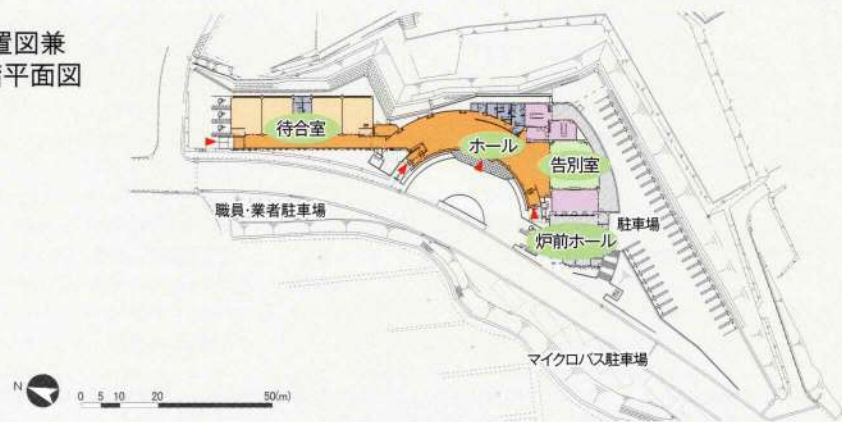 置図兼
平面図
待合室
ホール
告別室
職員・業者駐車場
炉前ホール
駐車場
マイクロバス駐車場
N
0 5 10 20 50(m)